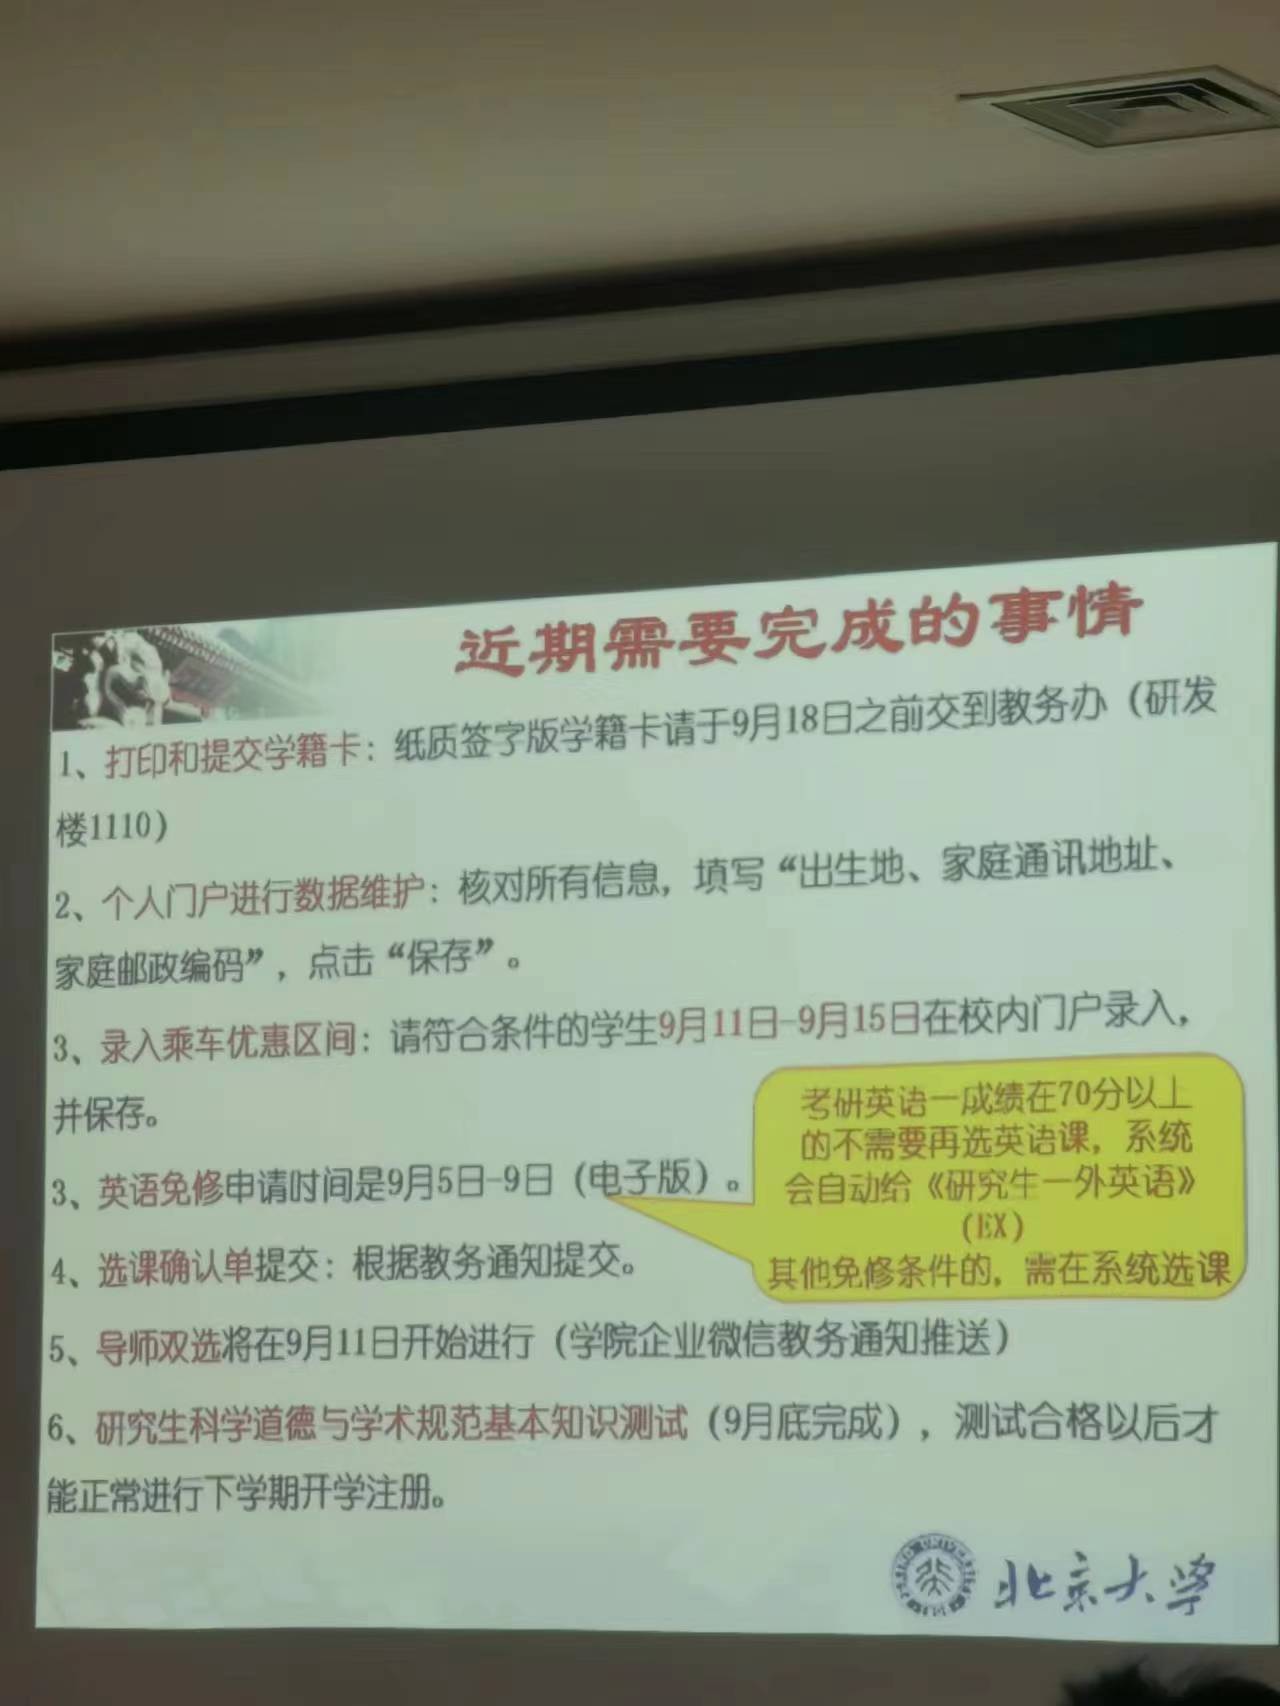 近期需要完成的事情
1、打印和提交学籍卡：纸质签字版学籍卡请于9月18日之前交到教务办（研发
楼1110）
2、个人门户进行数据维护：核对所有信息，填写“出生地、家庭通讯地址、
家庭邮政编码”，点击“保存”。
3、录入乘车优惠区间：请符合条件的学生9月11日-9月15日在校内门户录入，
并保存。
3、英语免修申请时间是9月5日-9日（电子版）。
考研英语一成绩在70分以上
的不需要再选英语课，系统
会自动给《研究生一外英语》
（EX）
其他免修条件的，需在系统选课
4、选课确认单提交：根据教务通知提交。
5、导师双选将在9月11日开始进行（学院企业微信教务通知推送）
6、研究生科学道德与学术规范基本知识测试（9月底完成），测试合格以后才
能正常进行下学期开学注册。
北京大学